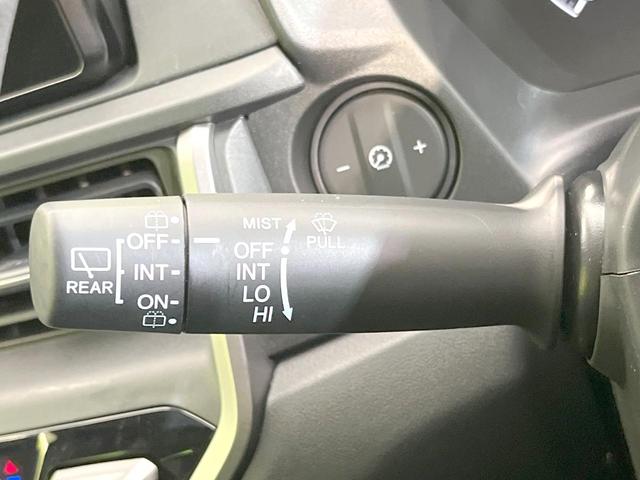 REAR
OFF
INT
ON
MIST
PULL
OFF
INT
LO
HI
- +